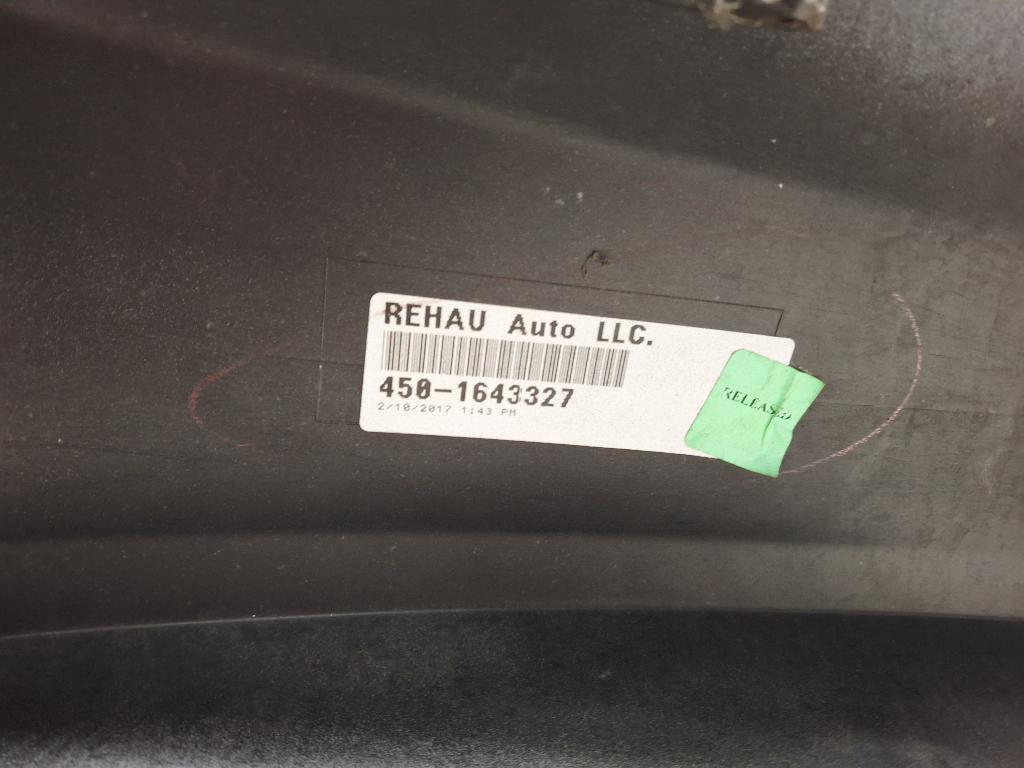 REHAU Auto LLC.
450-1643327
2/10/2017 1:43 PM
RELEASED